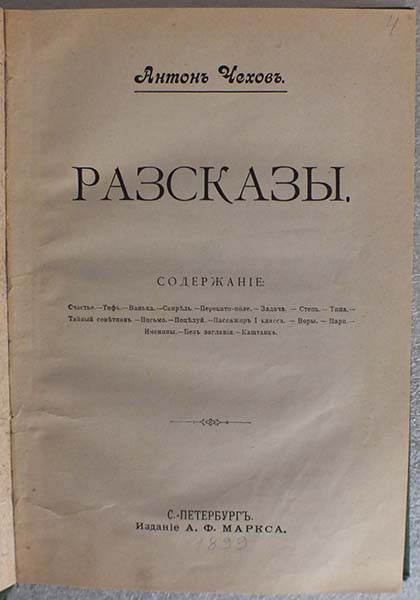 4
Антонъ Чеховъ.
РАЗСКАЗЫ.
СОДЕРЖАНІЕ:
Счастье.—Тифъ.—Ванька.—Свирѣль.—Перекати-поле.—Задача.—Степь.—Тина.—
Тайный совѣтникъ.—Письмо.—Поцѣлуй.—Пассажиръ I класса.—Воры.—Пари.—
Именины.—Безъ заглавія.—Каштанка.
С.-ПЕТЕРБУРГЪ.
Изданіе А. Ф. МАРКСА.
1899